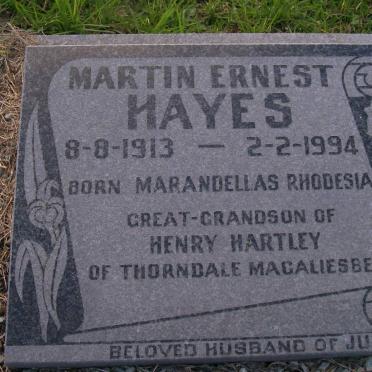 MARTIN ERNEST
HAYES
8-8-1913 — 2-2-1994
BORN MARANDELLAS RHODESIA
GREAT-GRANDSON OF
HENRY HARTLEY
OF THORNDALE MAGALIESBE
BELOVED HUSBAND OF JU